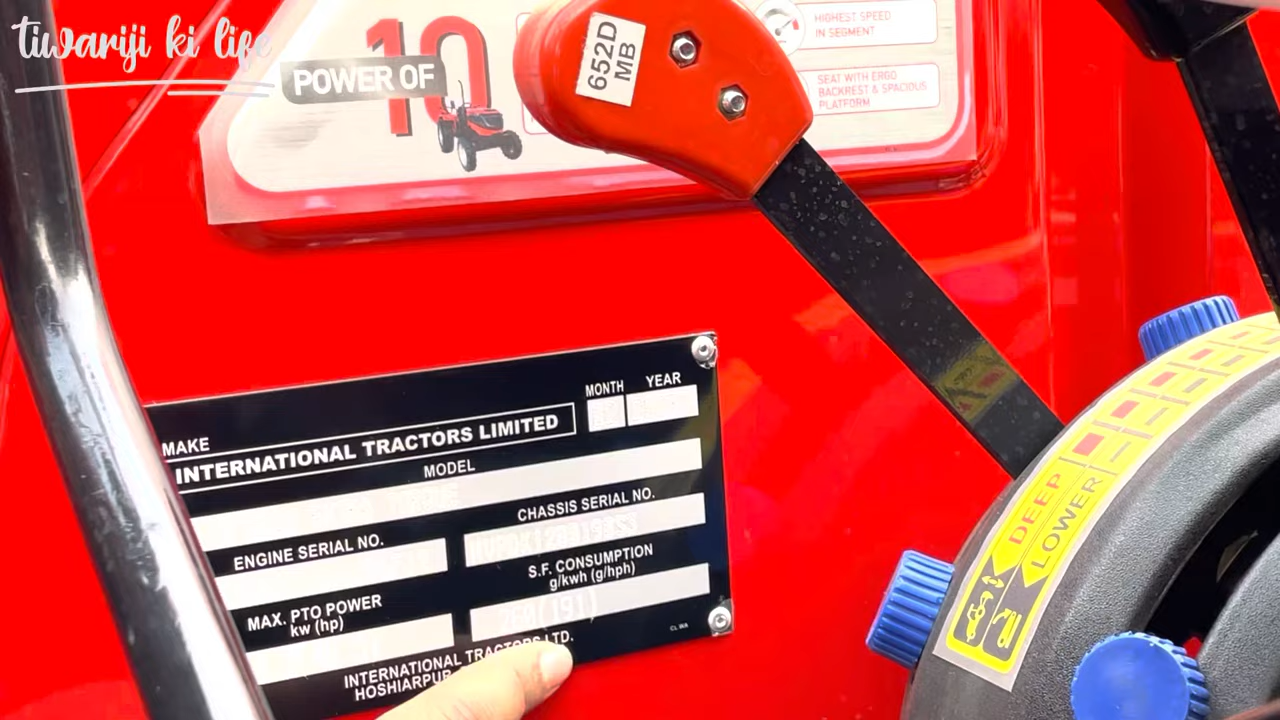 tiwariji ki life
10
POWER OF
652D
MB
HIGHEST SPEED
IN SEGMENT
SEAT WITH ERGO
BACKREST & SPACIOUS
PLATFORM
MAKE
INTERNATIONAL TRACTORS LIMITED
MONTH
YEAR
MODEL
ENGINE SERIAL NO.
CHASSIS SERIAL NO.
MAX. PTO POWER
kw (hp)
S.F. CONSUMPTION
g/kwh (g/hph)
INTERNATIONAL TRACTORS LTD.
HOSHIARPUR
DEEP
LOWER